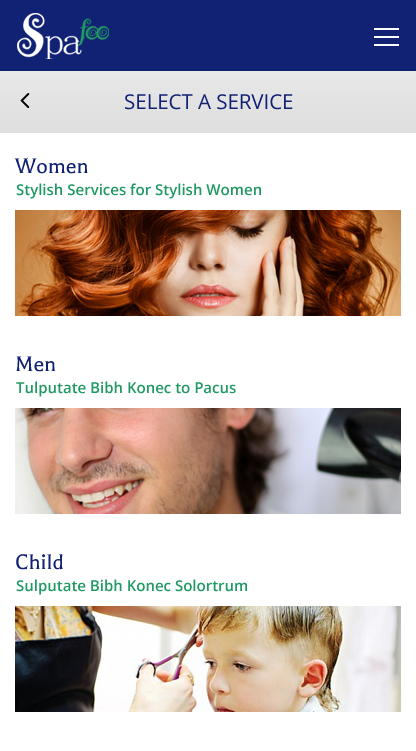 Spa foo
SELECT A SERVICE
Women
Stylish Services for Stylish Women
Men
Tulputate Bibh Konec to Pacus
Child
Sulputate Bibh Konec Solortrum